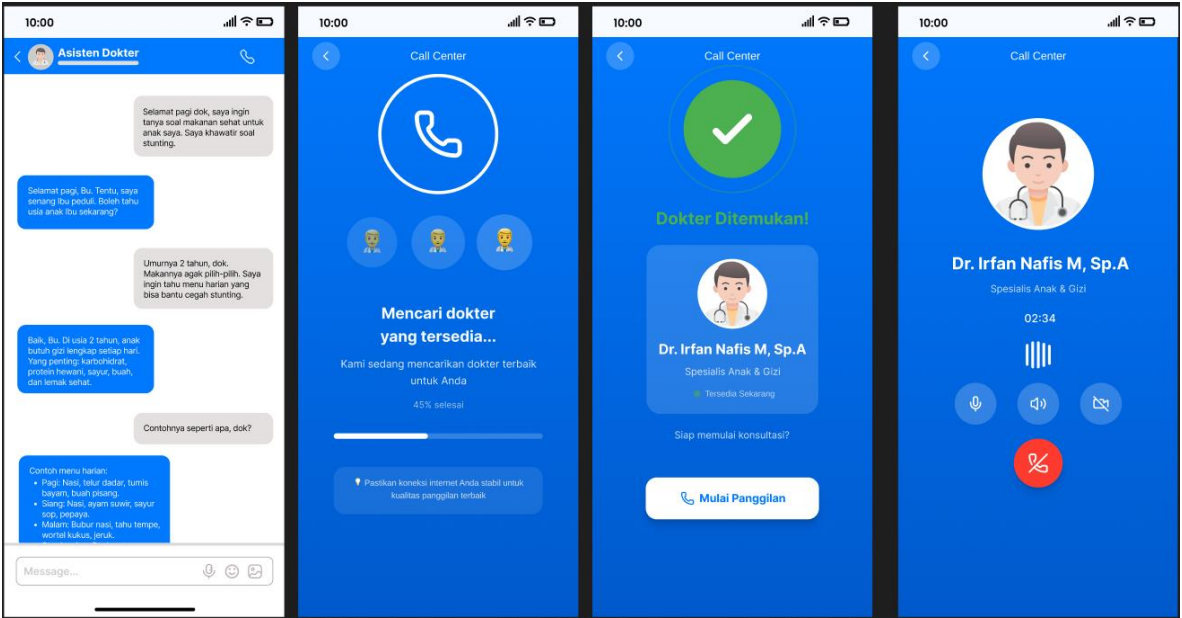 10:00
Asisten Dokter
Selamat pagi dok, saya ingin
tanya soal makanan sehat untuk
anak saya. Saya khawatir soal
stunting.
Selamat pagi, Bu. Tentu, saya
senang Ibu peduli. Boleh tahu
usia anak Ibu sekarang?
Umurnya 2 tahun, dok.
Makannya agak pilih-pilih. Saya
ingin tahu menu harian yang
bisa bantu cegah stunting.
Baik, Bu. Di usia 2 tahun, anak
butuh gizi lengkap setiap hari.
Yang penting: karbohidrat,
protein hewani, sayur, buah,
dan lemak sehat.
Contohnya seperti apa, dok?
Contoh menu harian:
• Pagi: Nasi, telur dadar, tumis
bayam, buah pisang.
• Siang: Nasi, ayam suwir, sayur
sop, pepaya.
• Malam: Bubur nasi, tahu tempe,
wortel kukus, jeruk.
Message...
10:00
Call Center
Mencari dokter
yang tersedia...
Kami sedang mencarikan dokter terbaik
untuk Anda
45% selesai
Pastikan koneksi internet Anda stabil untuk
kualitas panggilan terbaik
10:00
Call Center
Dokter Ditemukan!
Dr. Irfan Nafis M, Sp.A
Spesialis Anak & Gizi
Tersedia Sekarang
Siap memulai konsultasi?
Mulai Panggilan
10:00
Call Center
Dr. Irfan Nafis M, Sp.A
Spesialis Anak & Gizi
02:34